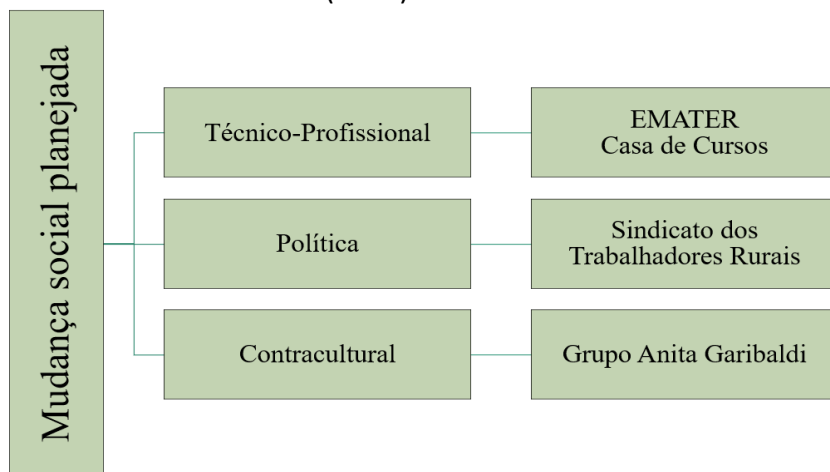 Mudança social planejada
Técnico-Profissional
EMATER
Casa de Cursos
Política
Sindicato dos
Trabalhadores Rurais
Contracultural
Grupo Anita Garibaldi